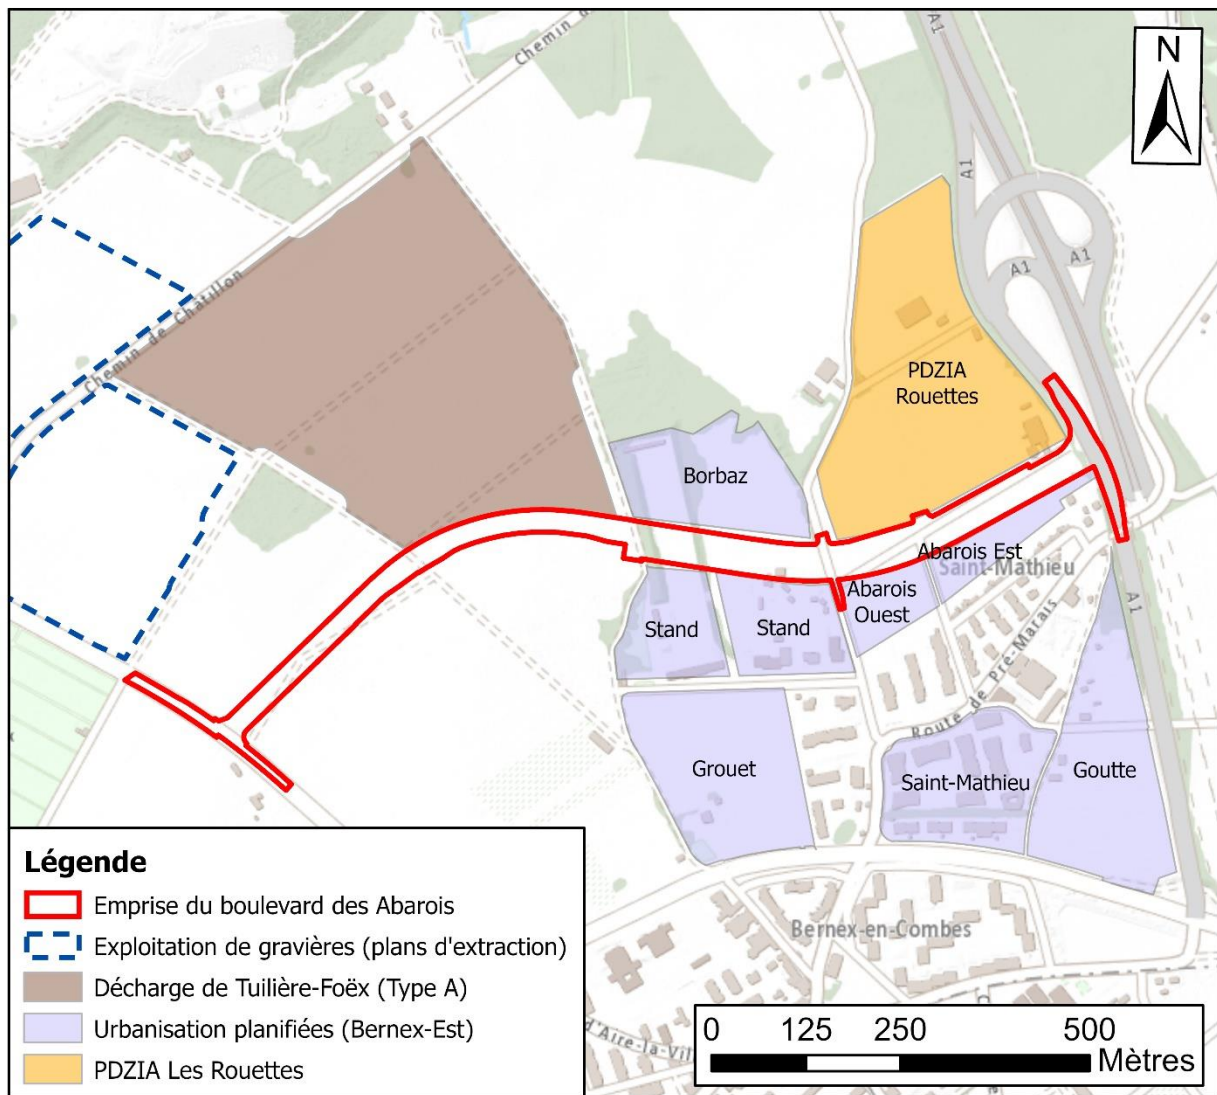 Chemin d
A1
N
A1
A1
A1
Chemin de Châtillon
PDZIA
Rouettes
Borbaz
Abarois Est
Saint-Mathieu
Abarois
Ouest
Stand
Stand
A1
Route de Pré-Marais
Grouet
Saint-Mathieu
Goutte
Bernex-en-Combes
d'Aire-la-Vil
Légende
Emprise du boulevard des Abarois
Exploitation de gravières (plans d'extraction)
Décharge de Tuilière-Foëx (Type A)
Urbanisation planifiées (Bernex-Est)
PDZIA Les Rouettes
0 125 250 500
Mètres